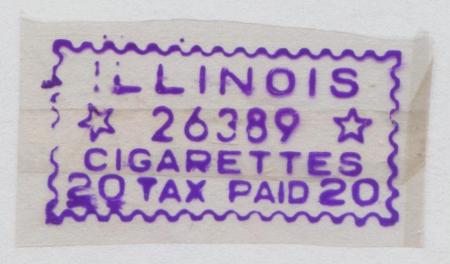 ILLINOIS
26389
CIGARETTES
20 TAX PAID 20